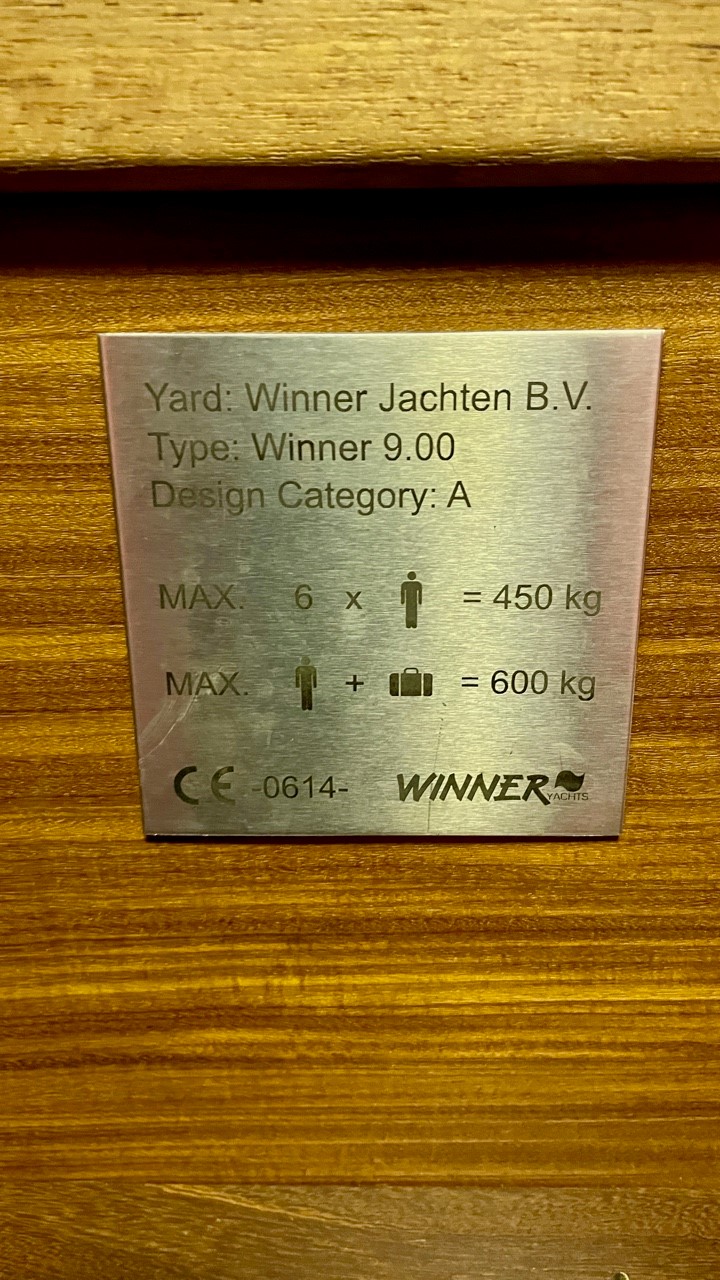 Yard: Winner Jachten B.V.
Type: Winner 9.00
Design Category: A
MAX. 6 x = 450 kg
MAX. + = 600 kg
CE -0614- WINNER YACHTS